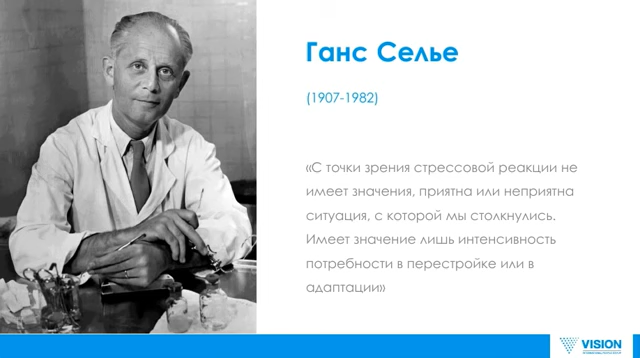 Ганс Селье
(1907-1982)
«С точки зрения стрессовой реакции не
имеет значения, приятна или неприятна
ситуация, с которой мы столкнулись.
Имеет значение лишь интенсивность
потребности в перестройке или в
адаптации»
VISION